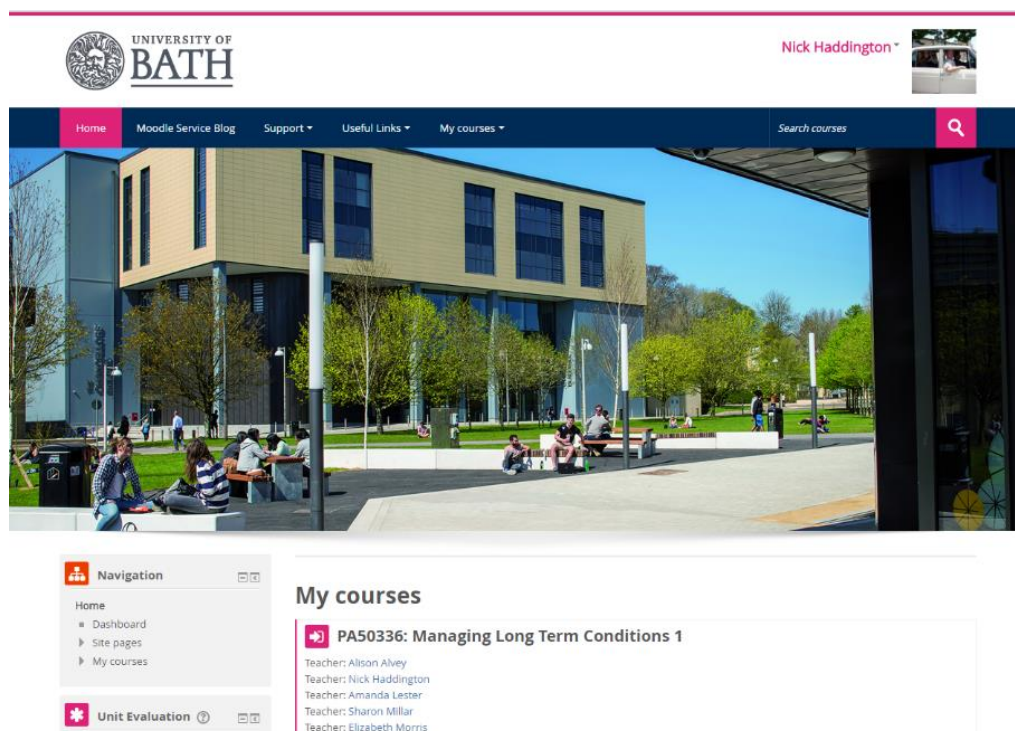 UNIVERSITY OF
BATH
Nick Haddington
Home Moodle Service Blog Support Useful Links My courses Search courses
Navigation
Home
Dashboard
Site pages
My courses
Unit Evaluation
My courses
PA50336: Managing Long Term Conditions 1
Teacher: Alison Alvey
Teacher: Nick Haddington
Teacher: Amanda Lester
Teacher: Sharon Millar
Teacher: Elizabeth Morris